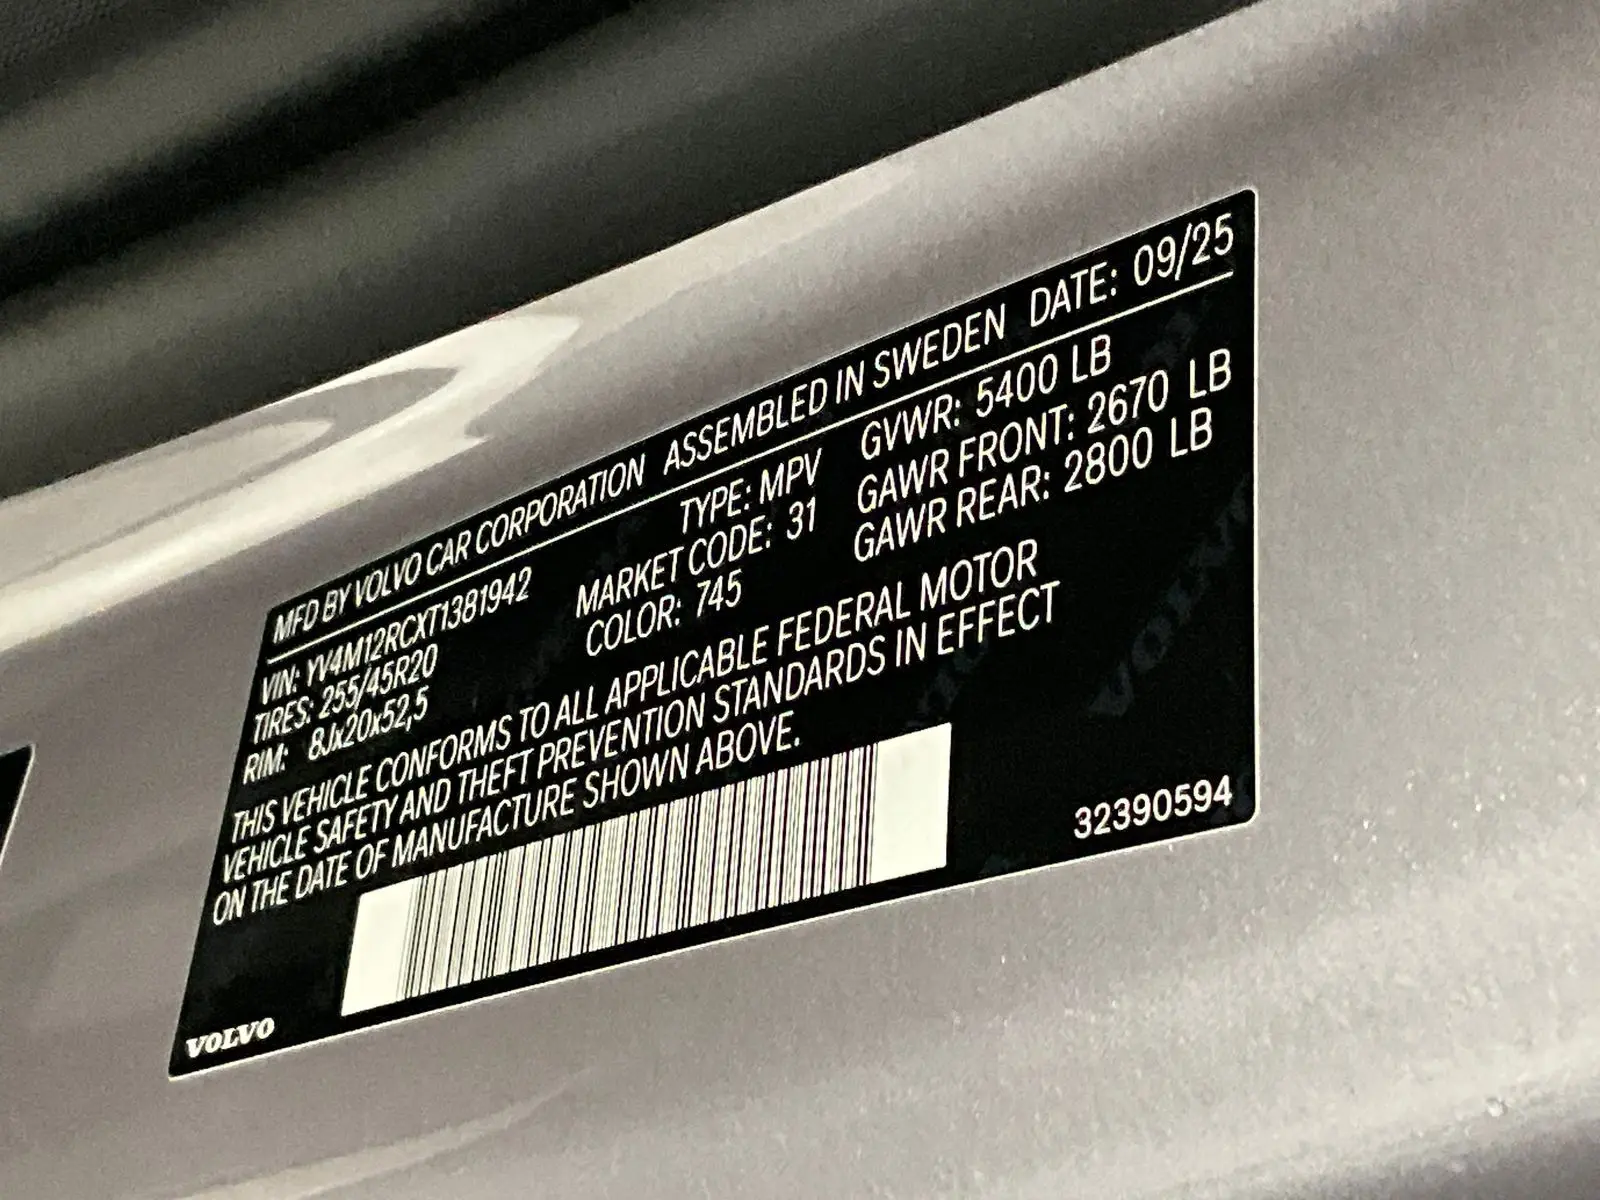 MFD BY VOLVO CAR CORPORATION ASSEMBLED IN SWEDEN DATE: 09/25
VIN: YV4M12RCXT1381942 TYPE: MPV GVWR: 5400 LB
TIRES: 255/45R20 MARKET CODE: 31 GAWR FRONT: 2670 LB
RIM: 8Jx20x52,5 COLOR: 745 GAWR REAR: 2800 LB
THIS VEHICLE CONFORMS TO ALL APPLICABLE FEDERAL MOTOR
VEHICLE SAFETY AND THEFT PREVENTION STANDARDS IN EFFECT
ON THE DATE OF MANUFACTURE SHOWN ABOVE.
32390594
VOLVO